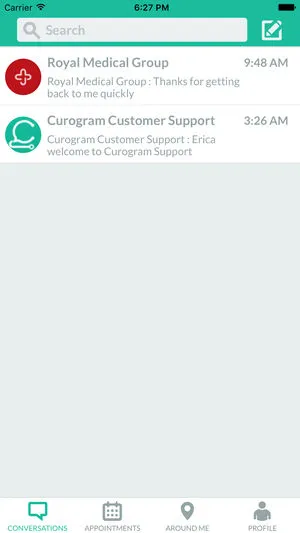 Carrier 6:27 PM
Search
Royal Medical Group 9:48 AM
Royal Medical Group : Thanks for getting
back to me quickly
Curogram Customer Support 3:26 AM
Curogram Customer Support : Erica
welcome to Curogram Support
CONVERSATIONS APPOINTMENTS AROUND ME PROFILE